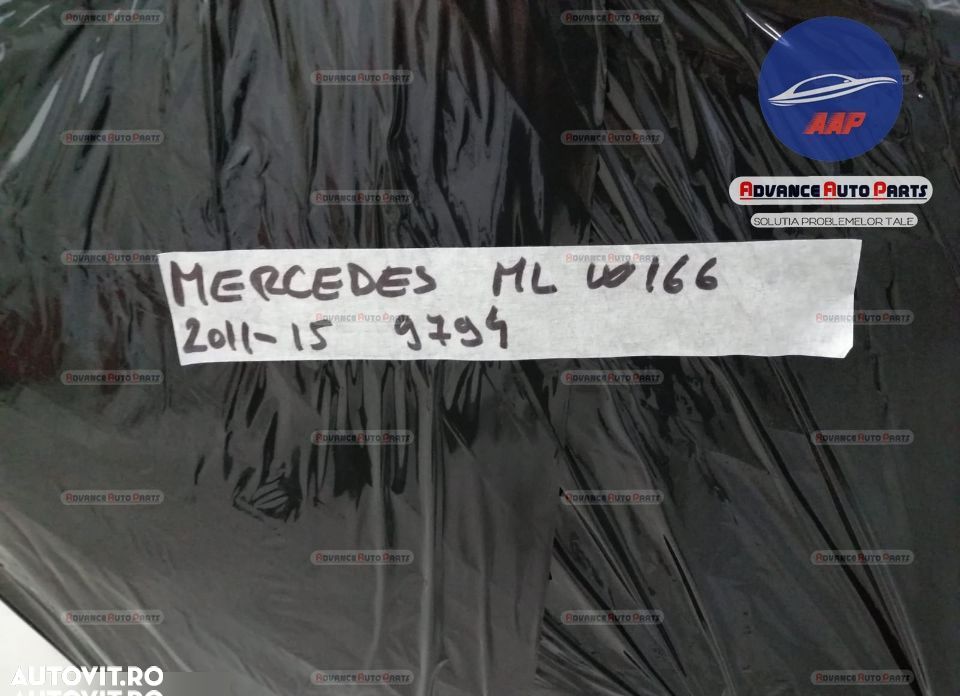 AAP
ADVANCE AUTO PARTS
SOLUTIA PROBLEMELOR TALE
MERCEDES ML W166
2011-15 9794
AUTOVIT.RO